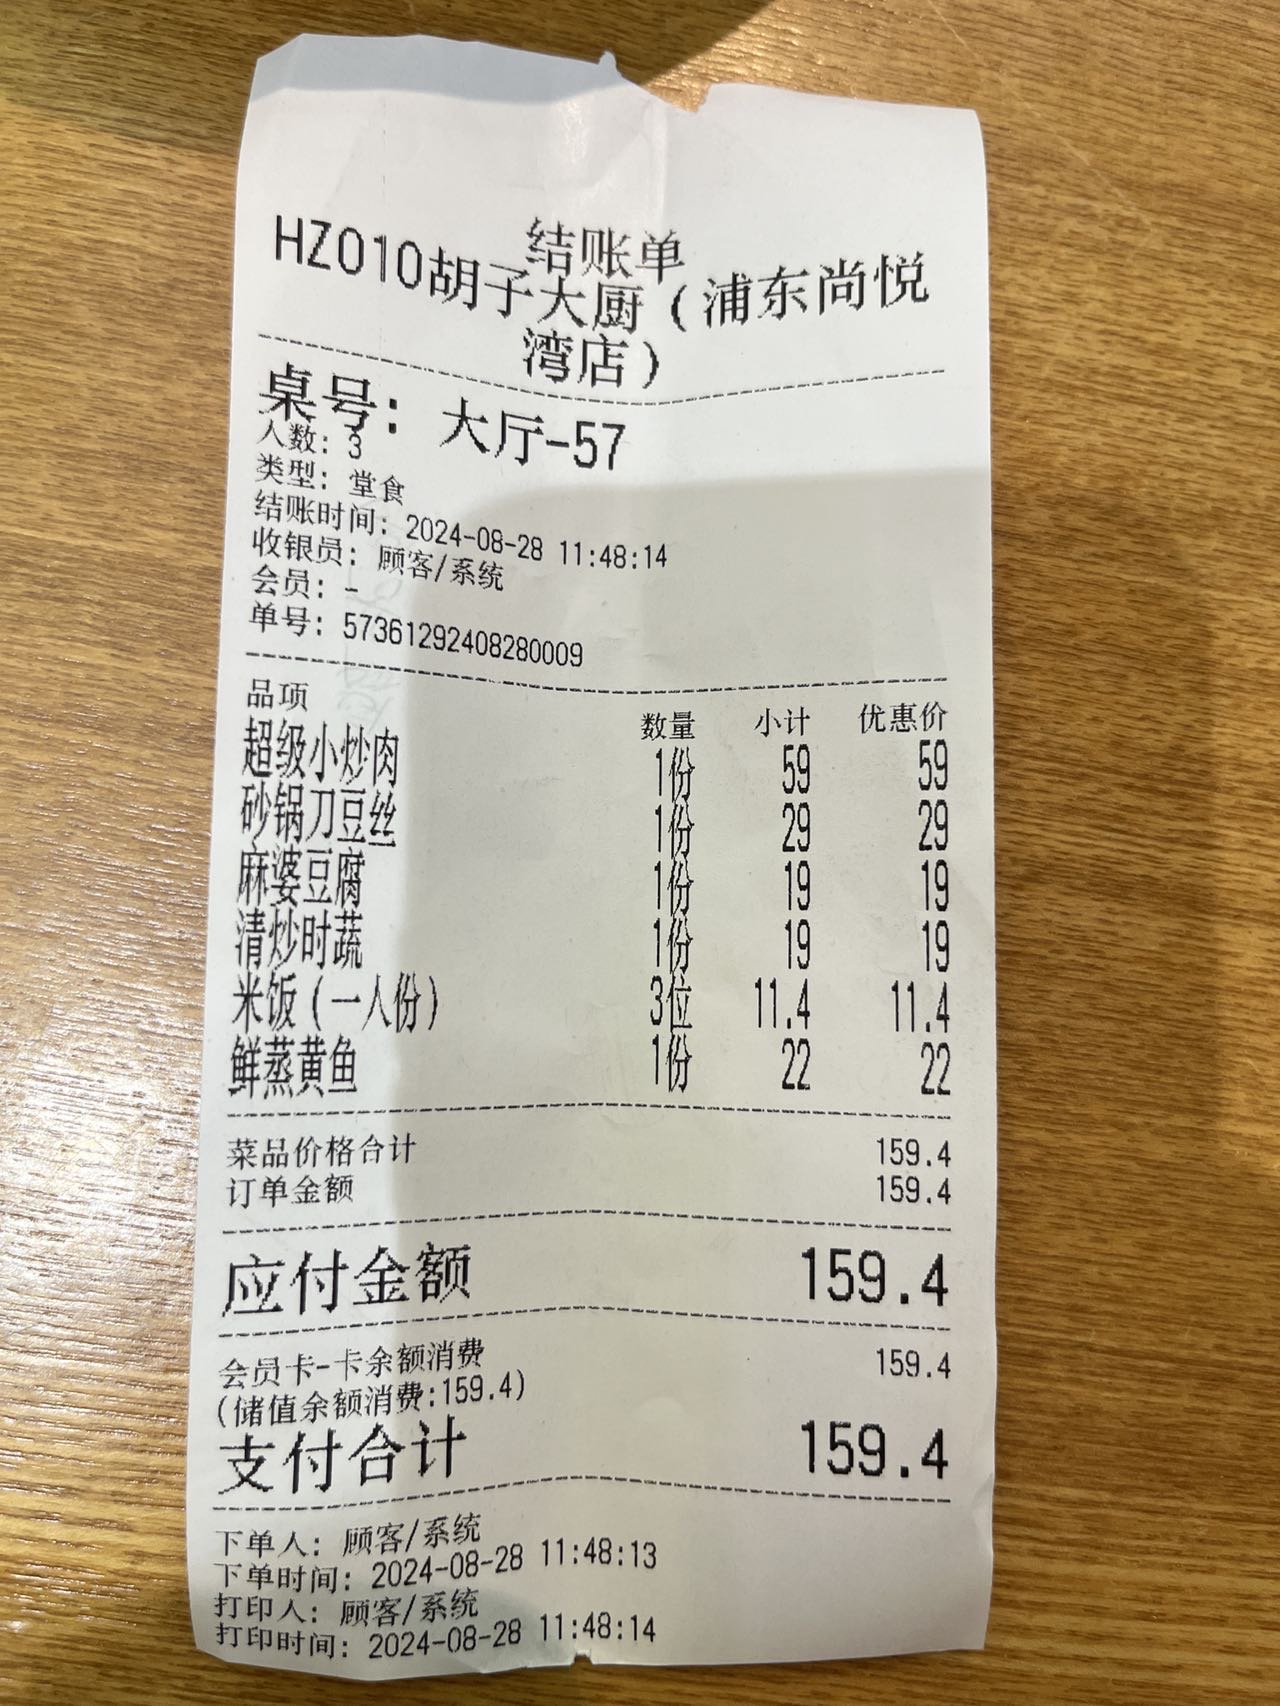 结账单
HZ010胡子大厨（浦东尚悦
湾店）
桌号：大厅-57
人数：3
类型：堂食
结账时间：2024-08-28 11:48:14
收银员：顾客/系统
会员：-
单号：57361292408280009
品项 数量 小计 优惠价
超级小炒肉 1份 59 59
砂锅刀豆丝 1份 29 29
麻婆豆腐 1份 19 19
清炒时蔬 1份 19 19
米饭（一人份） 3位 11.4 11.4
鲜蒸黄鱼 1份 22 22
菜品价格合计 159.4
订单金额 159.4
应付金额 159.4
会员卡-卡余额消费 159.4
(储值余额消费:159.4)
支付合计 159.4
下单人：顾客/系统
下单时间：2024-08-28 11:48:13
打印人：顾客/系统
打印时间：2024-08-28 11:48:14